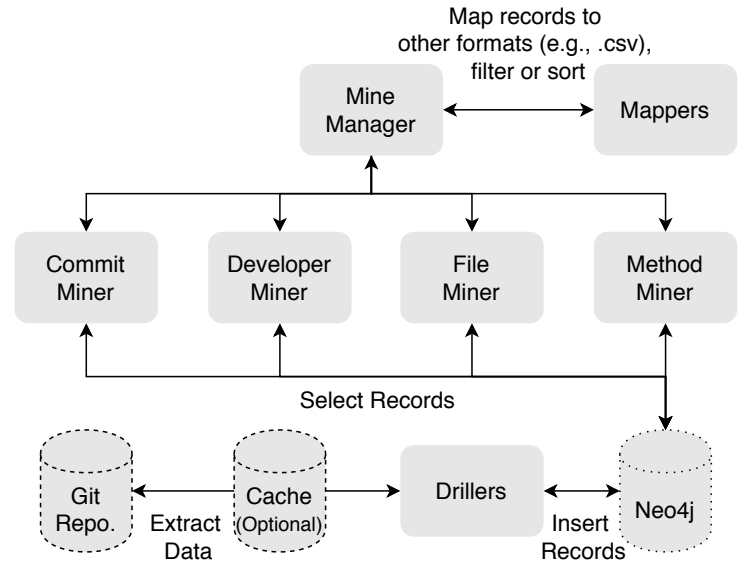 Map records to
other formats (e.g., .csv),
filter or sort
Mine
Manager
Mappers
Commit
Miner
Developer
Miner
File
Miner
Method
Miner
Select Records
Git
Repo.
Extract
Data
Cache
(Optional)
Drillers
Insert
Records
Neo4j